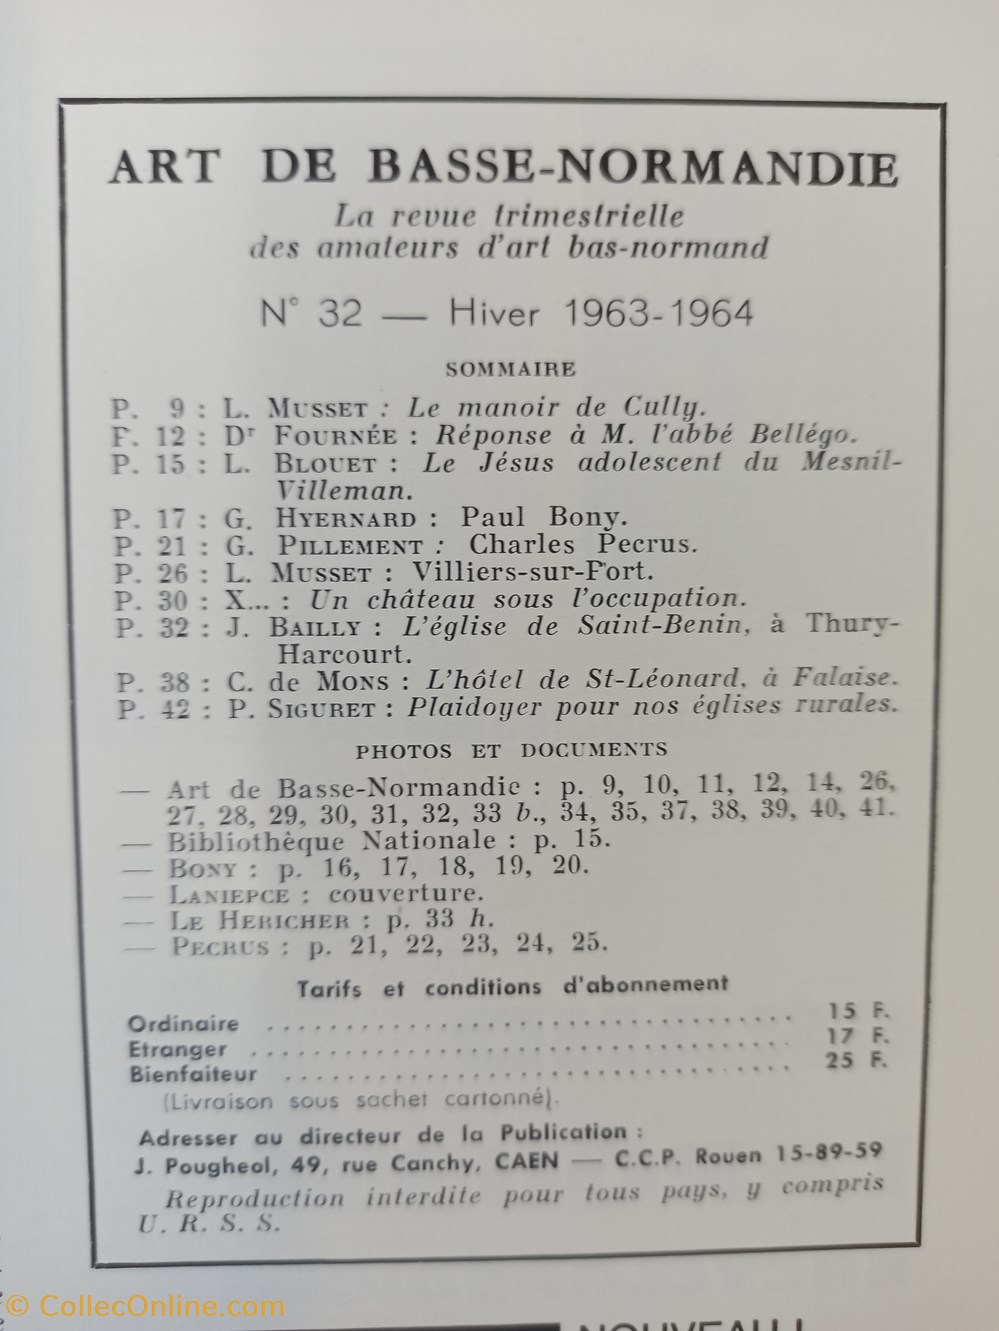 ART DE BASSE-NORMANDIE
La revue trimestrielle
des amateurs d'art bas-normand
N° 32 — Hiver 1963-1964
SOMMAIRE
P. 9 : L. MUSSET : Le manoir de Cully.
P. 12 : Dr FOURNÉE : Réponse à M. l'abbé Bellégo.
P. 15 : L. BLOUET : Le Jésus adolescent du Mesnil-
Villeman.
P. 17 : G. HYERNARD : Paul Bony.
P. 21 : G. PILLEMENT : Charles Pecrus.
P. 26 : L. MUSSET : Villiers-sur-Port.
P. 30 : X... : Un château sous l'occupation.
P. 32 : J. BAILLY : L'église de Saint-Benin, à Thury-
Harcourt.
P. 38 : C. de MONS : L'hôtel de St-Léonard, à Falaise.
P. 42 : P. SIGURET : Plaidoyer pour nos églises rurales.
PHOTOS ET DOCUMENTS
— Art de Basse-Normandie : p. 9, 10, 11, 12, 14, 26,
27, 28, 29, 30, 31, 32, 33 b., 34, 35, 37, 38, 39, 40, 41.
— Bibliothèque Nationale : p. 15.
— BONY : p. 16, 17, 18, 19, 20.
— LANIEPCE : couverture.
— LE HERICHER : p. 33 h.
— PECRUS : p. 21, 22, 23, 24, 25.
Tarifs et conditions d'abonnement
Ordinaire ........ 15 F.
Etranger ........ 17 F.
Bienfaiteur ........ 25 F.
(Livraison sous sachet cartonné).
Adresser au directeur de la Publication :
J. Pougheol, 49, rue Canchy, CAEN — C.C.P. Rouen 15-89-59
Reproduction interdite pour tous pays, y compris
U. R. S. S.
© CollecOnline.com
NOUVEAU !